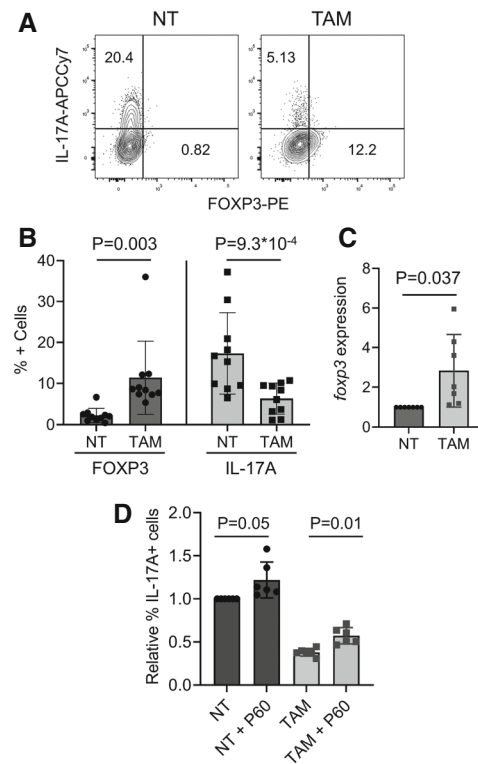 A
NT
TAM
IL-17A-APCCy7
20.4
0.82
5.13
12.2
FOXP3-PE
B
P=0.003
P=9.3*10-4
% + Cells
40
30
20
10
0
NT
TAM
NT
TAM
FOXP3
IL-17A
C
P=0.037
foxp3 expression
8
6
4
2
0
NT
TAM
D
P=0.05
P=0.01
Relative % IL-17A+ cells
2.0
1.5
1.0
0.5
0.0
NT
NT + P60
TAM
TAM + P60